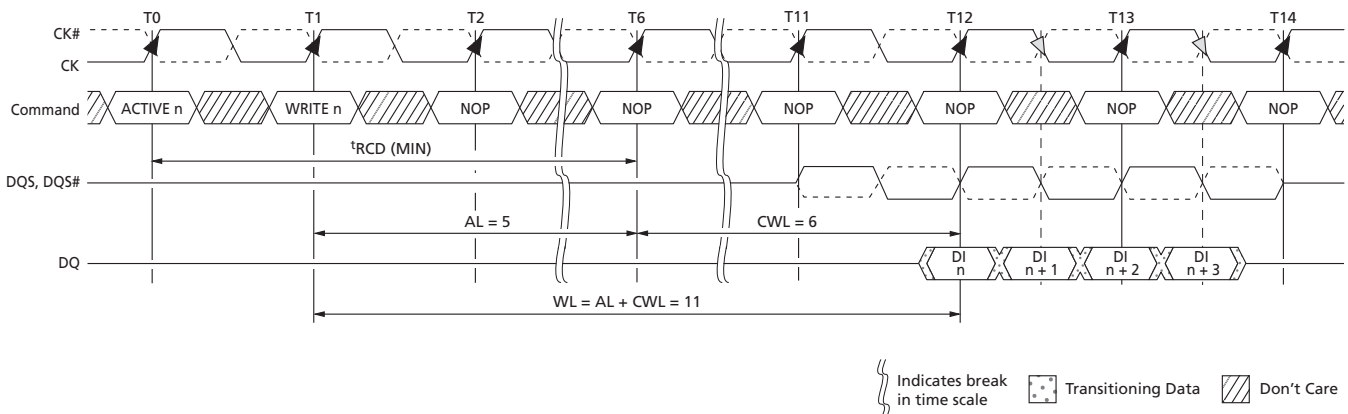 T0 T1 T2 T6 T11 T12 T13 T14
CK#
CK
Command ACTIVE n WRITE n NOP NOP NOP NOP NOP NOP
tRCD (MIN)
DQS, DQS#
AL = 5 CWL = 6
DQ DI n DI n + 1 DI n + 2 DI n + 3
WL = AL + CWL = 11
Indicates break
in time scale Transitioning Data Don't Care